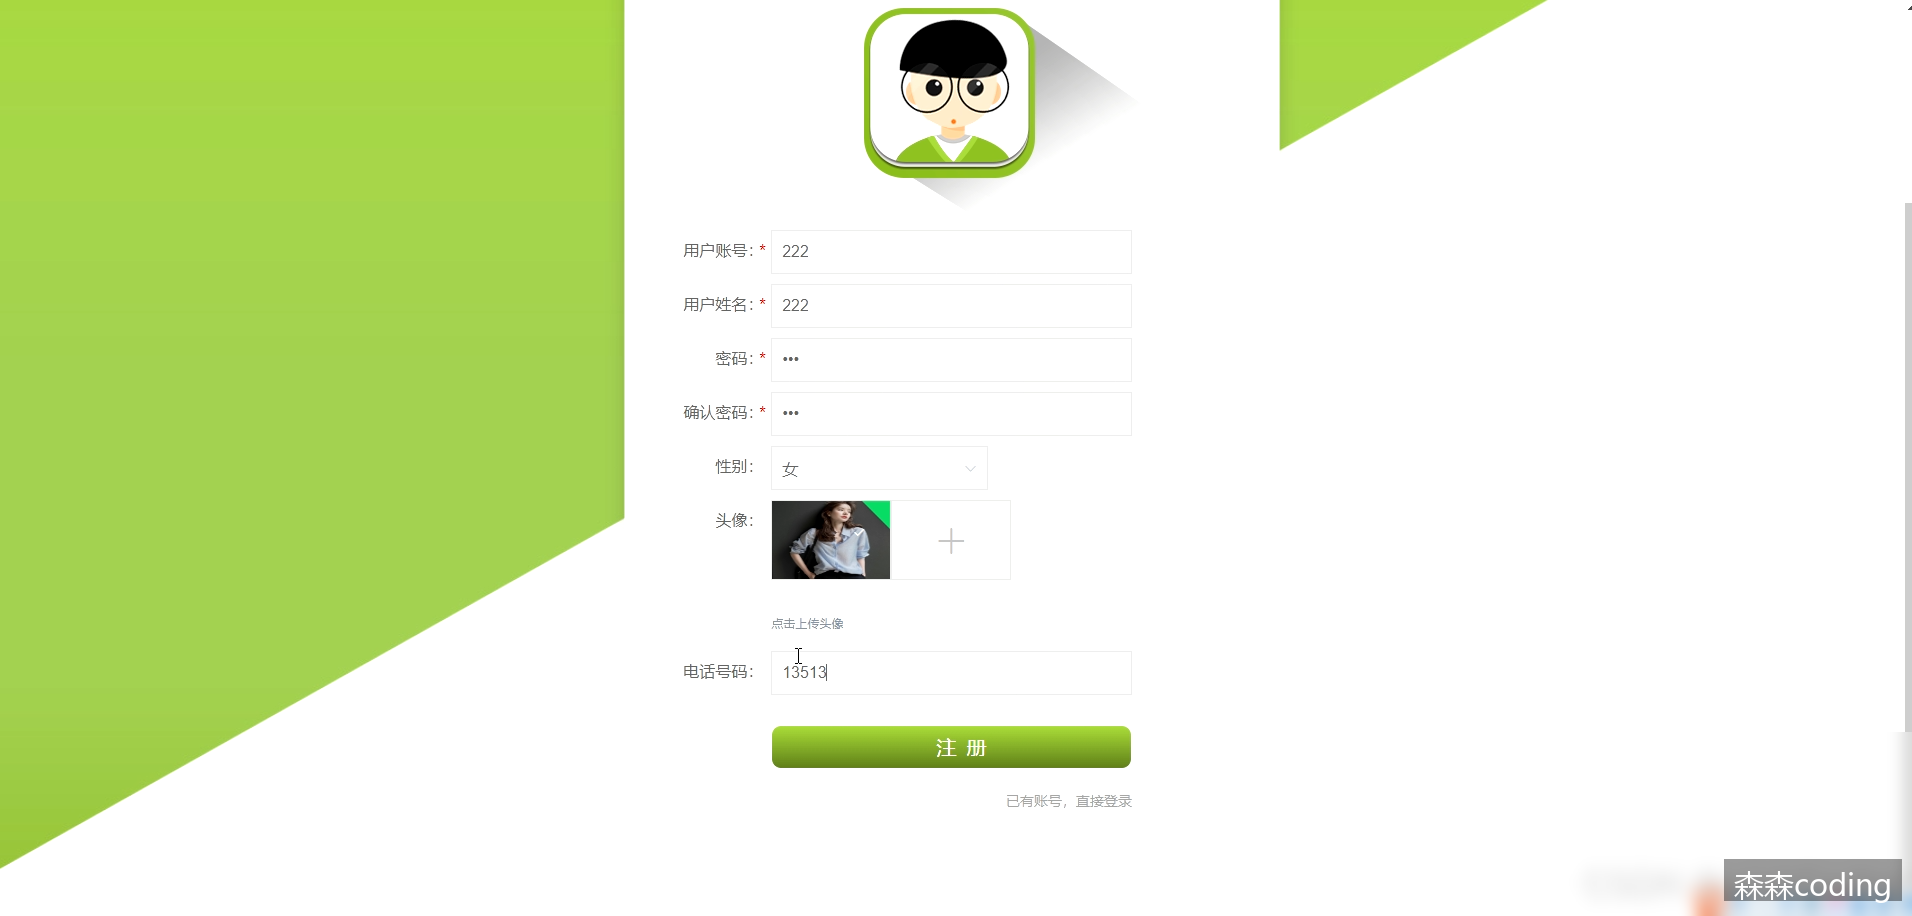 用户账号：* 222
用户姓名：* 222
密码：* •••
确认密码：* •••
性别： 女
头像：
点击上传头像
电话号码： 13513
注 册
已有账号，直接登录
森森coding